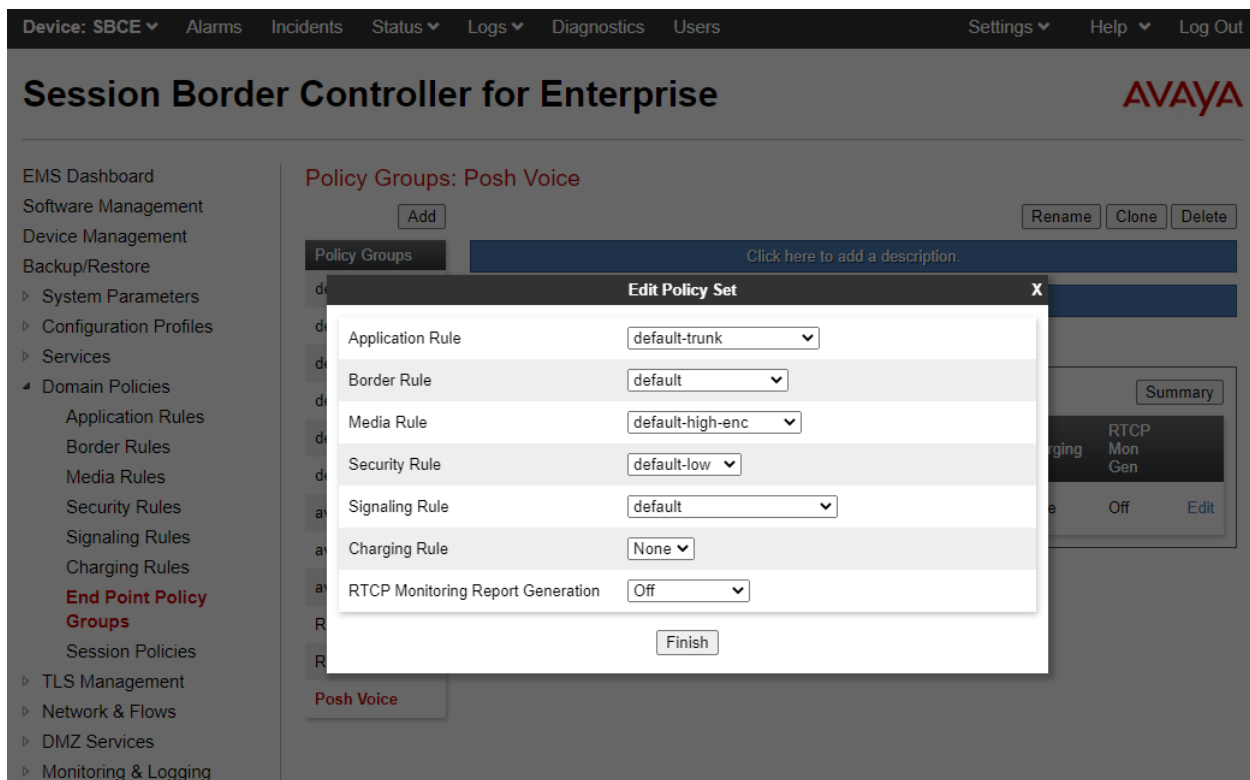 Device: SBCE Alarms Incidents Status Logs Diagnostics Users Settings Help Log Out
Session Border Controller for Enterprise
AVAYA
EMS Dashboard
Software Management
Device Management
Backup/Restore
System Parameters
Configuration Profiles
Services
Domain Policies
Application Rules
Border Rules
Media Rules
Security Rules
Signaling Rules
Charging Rules
End Point Policy
Groups
Session Policies
TLS Management
Network & Flows
DMZ Services
Monitoring & Logging
Policy Groups: Posh Voice
Add
Rename Clone Delete
Policy Groups
Click here to add a description.
Posh Voice
Summary
RTCP
Mon
Gen
Off Edit
Edit Policy Set X
Application Rule default-trunk
Border Rule default
Media Rule default-high-enc
Security Rule default-low
Signaling Rule default
Charging Rule None
RTCP Monitoring Report Generation Off
Finish